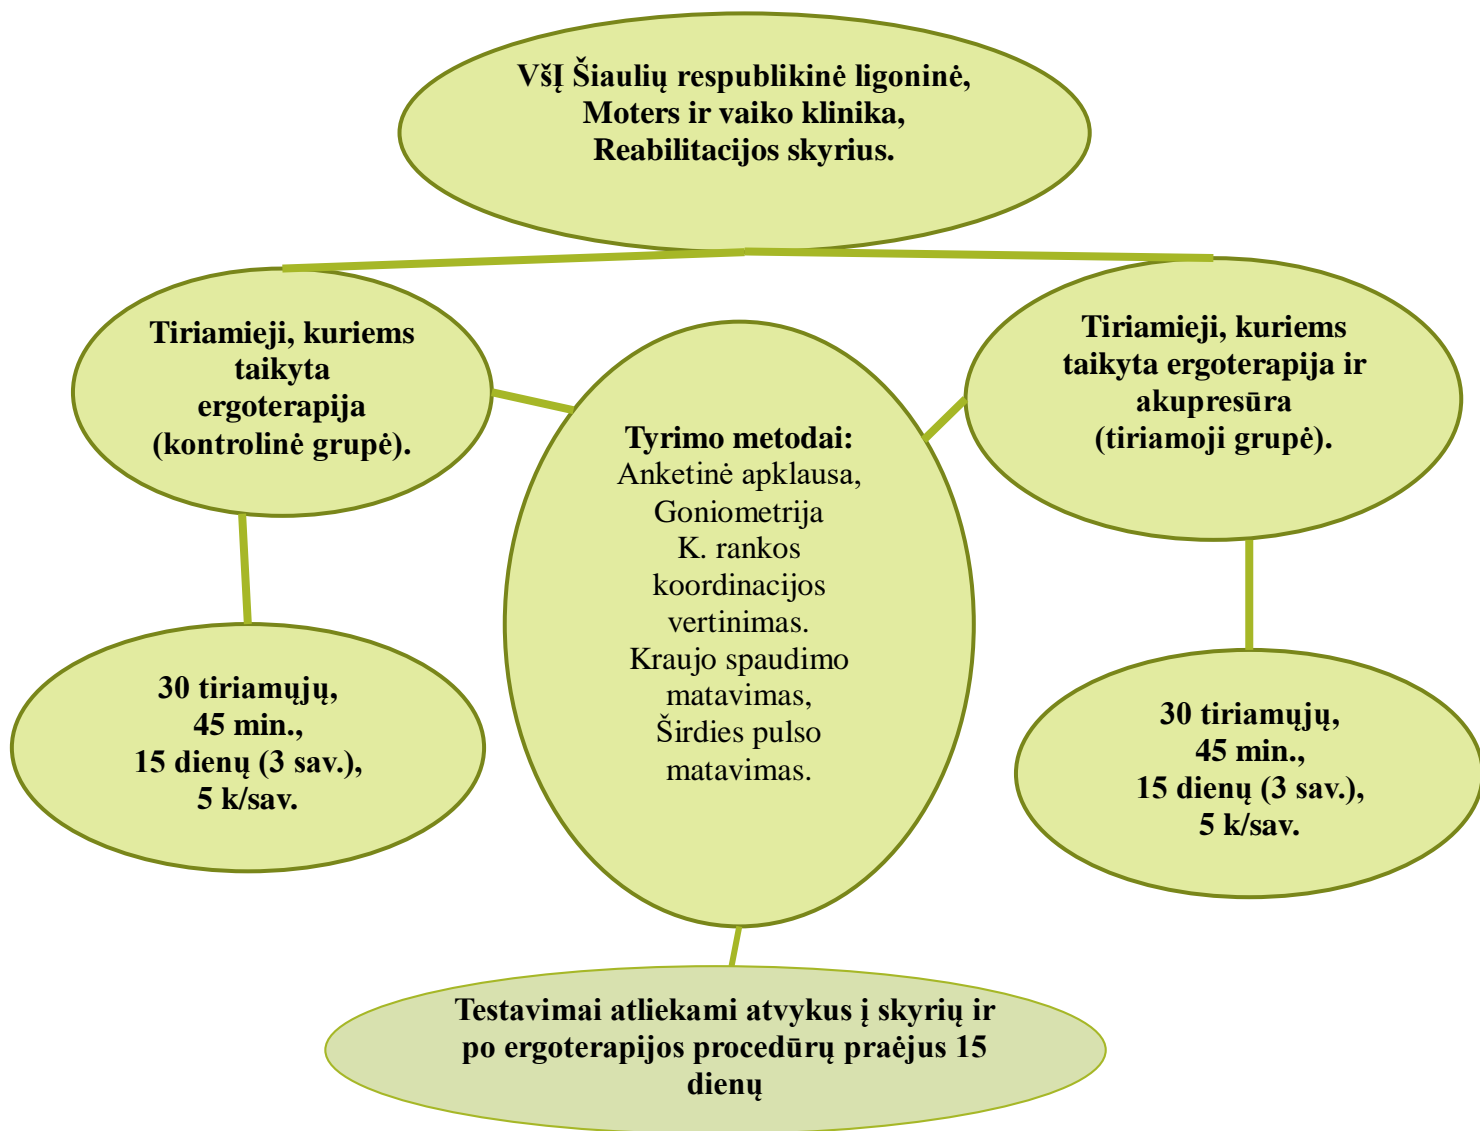 VšĮ Šiaulių respublikinė ligoninė,
Moters ir vaiko klinika,
Reabilitacijos skyrius.
Tiriamieji, kuriems
taikyta
ergoterapija
(kontrolinė grupė).
Tiriamieji, kuriems
taikyta ergoterapija ir
akupresūra
(tiriamoji grupė).
Tyrimo metodai:
Anketinė apklausa,
Goniometrija
K. rankos
koordinacijos
vertinimas.
Kraujo spaudimo
matavimas,
Širdies pulso
matavimas.
30 tiriamųjų,
45 min.,
15 dienų (3 sav.),
5 k/sav.
30 tiriamųjų,
45 min.,
15 dienų (3 sav.),
5 k/sav.
Testavimai atliekami atvykus į skyrių ir
po ergoterapijos procedūrų praėjus 15
dienų